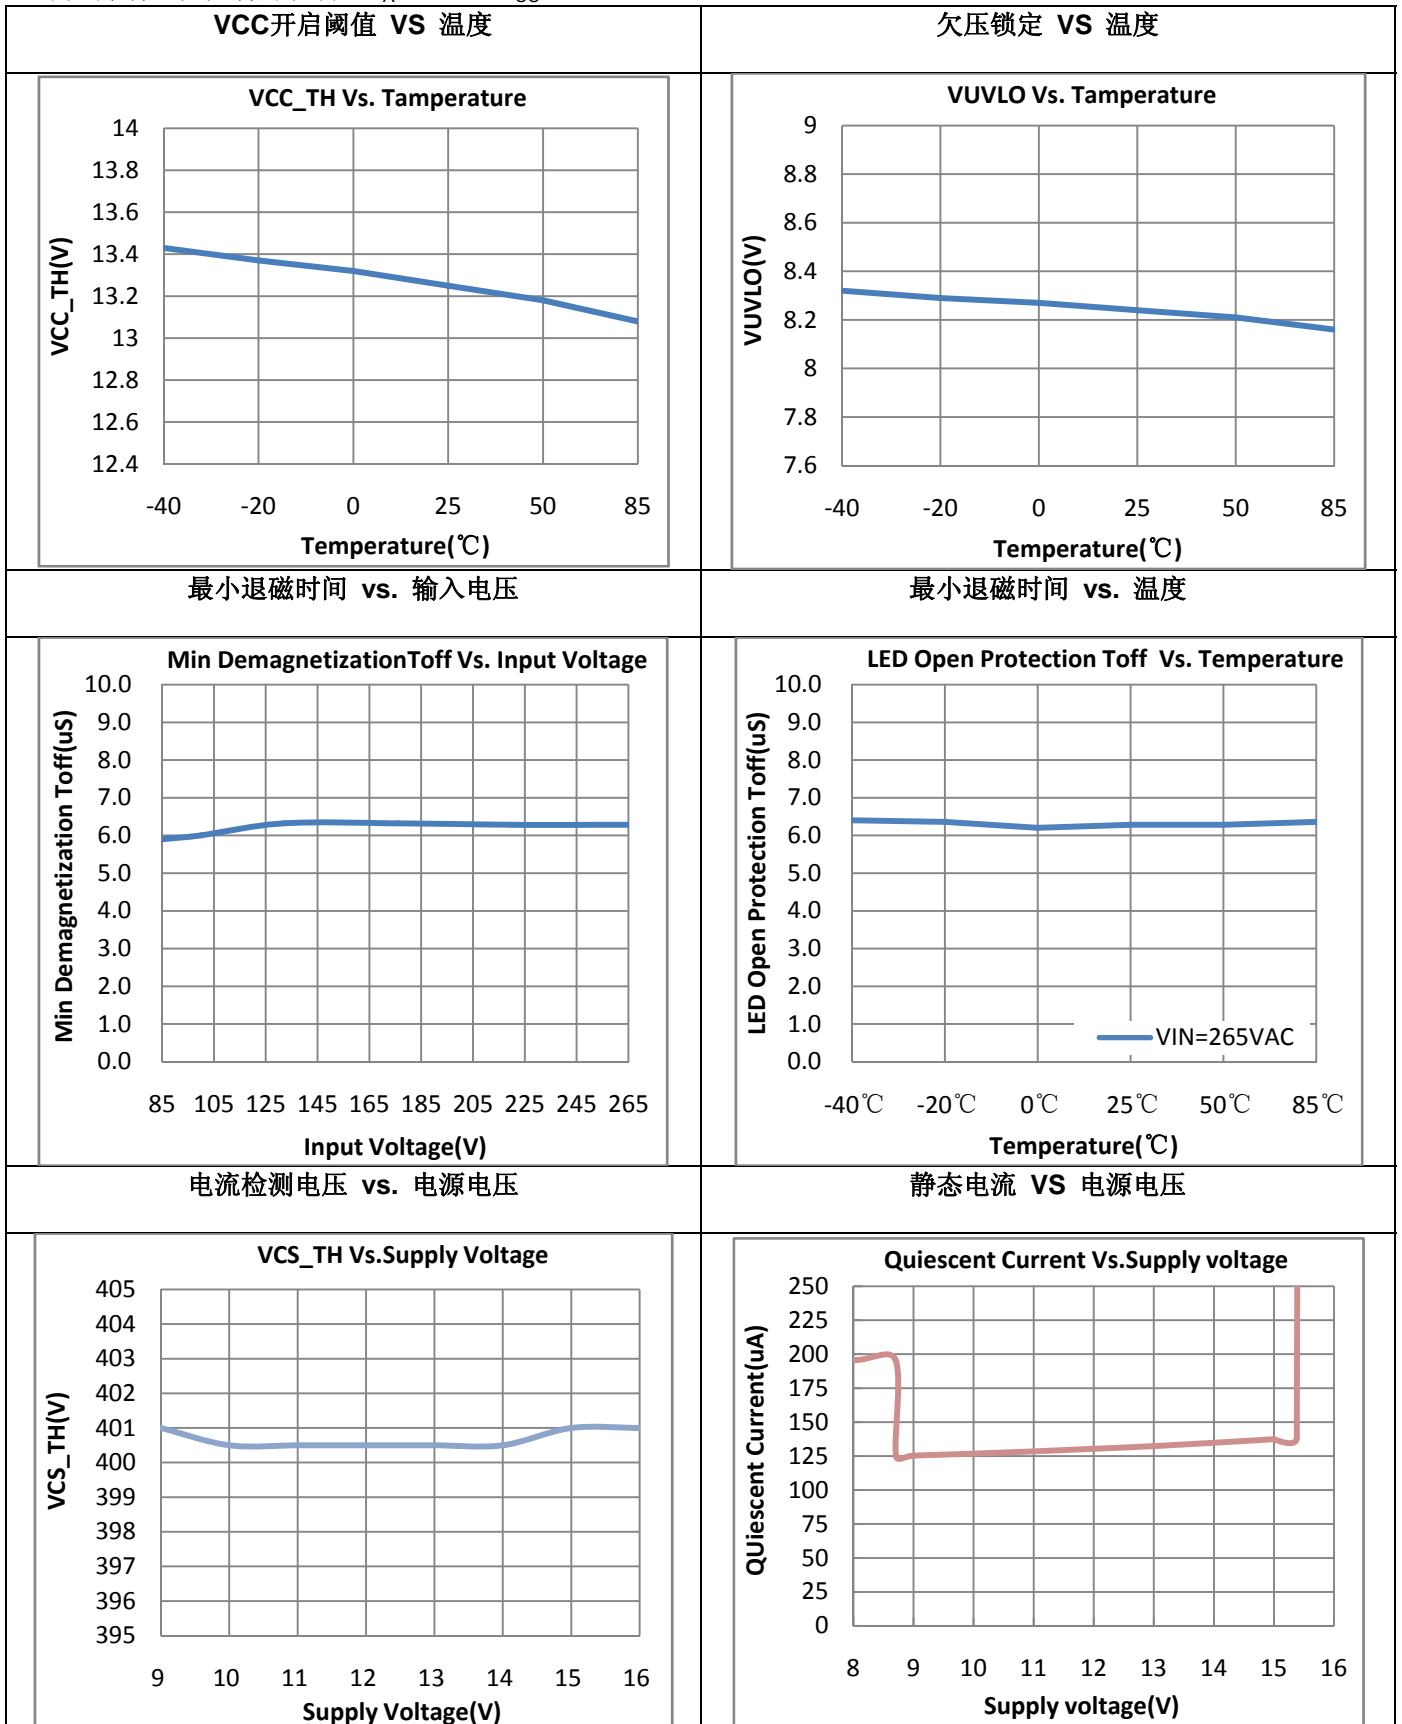 VCC开启阈值 VS 温度
欠压锁定 VS 温度
VCC_TH Vs. Tamperature
14
13.8
13.6
13.4
13.2
13
12.8
12.6
12.4
VCC_TH(V)
-40 -20 0 25 50 85
Temperature(℃)
VUVLO Vs. Tamperature
9
8.8
8.6
8.4
8.2
8
7.8
7.6
VUVLO(V)
-40 -20 0 25 50 85
Temperature(℃)
最小退磁时间 vs. 输入电压
最小退磁时间 vs. 温度
Min DemagnetizationToff Vs. Input Voltage
10.0
9.0
8.0
7.0
6.0
5.0
4.0
3.0
2.0
1.0
0.0
Min Demagnetization Toff(uS)
85 105 125 145 165 185 205 225 245 265
Input Voltage(V)
LED Open Protection Toff Vs. Temperature
10.0
9.0
8.0
7.0
6.0
5.0
4.0
3.0
2.0
1.0
0.0
LED Open Protection Toff(uS)
VIN=265VAC
-40℃ -20℃ 0℃ 25℃ 50℃ 85℃
Temperature(℃)
电流检测电压 vs. 电源电压
静态电流 VS 电源电压
VCS_TH Vs.Supply Voltage
405
404
403
402
401
400
399
398
397
396
395
VCS_TH(V)
9 10 11 12 13 14 15 16
Supply Voltage(V)
Quiescent Current Vs.Supply voltage
250
225
200
175
150
125
100
75
50
25
0
QUiescent Current(uA)
8 9 10 11 12 13 14 15 16
Supply voltage(V)